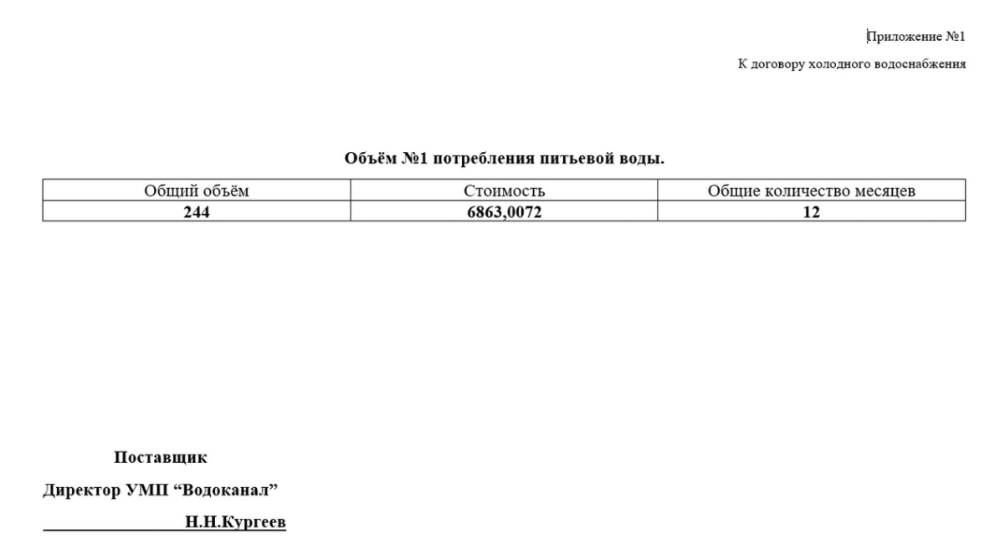 Приложение №1
К договору холодного водоснабжения
Объём №1 потребления питьевой воды.
Общий объём Стоимость Общие количество месяцев
244 6863,0072 12
Поставщик
Директор УМП “Водоканал”
Н.Н.Кургеев